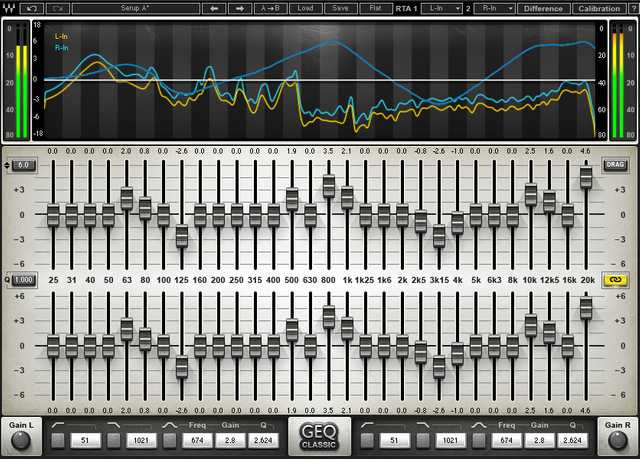 Setup A* A→B Load Save Flat RTA 1 L-In 2 R-In Difference Calibration ?
0 18 L-In 0
12 R-In
20 6 20
3
40 0 40
-3
60 -6 60
-12
80 -18 80
0.0 0.0 0.0 0.0 2.0 0.8 0.0 -2.6 0.0 0.0 0.0 0.0 0.0 1.9 0.0 3.5 2.1 0.0 0.0 0.0 -0.8 -2.6 -1.0 0.0 0.0 0.0 2.5 1.6 0.0 4.6
6.0 DRAG
+3 +3
0 0
-3 -3
-6 -6
Q 1.000 25 31 40 50 63 80 100 125 160 200 250 315 400 500 630 800 1k 1k25 1k6 2k 2k5 3k15 4k 5k 6k3 8k 10k 12k5 16k 20k
+6 +6
+3 +3
0 0
-3 -3
-6 -6
0.0 0.0 0.0 0.0 2.0 0.8 0.0 -2.6 0.0 0.0 0.0 0.0 0.0 1.9 0.0 3.5 2.1 0.0 0.0 0.0 -0.8 -2.6 -1.0 0.0 0.0 0.0 2.5 1.6 0.0 4.6
Gain L Freq Gain Q GEQ Freq Gain Q Gain R
51 1021 674 2.8 2.624 CLASSIC 51 1021 674 2.8 2.624